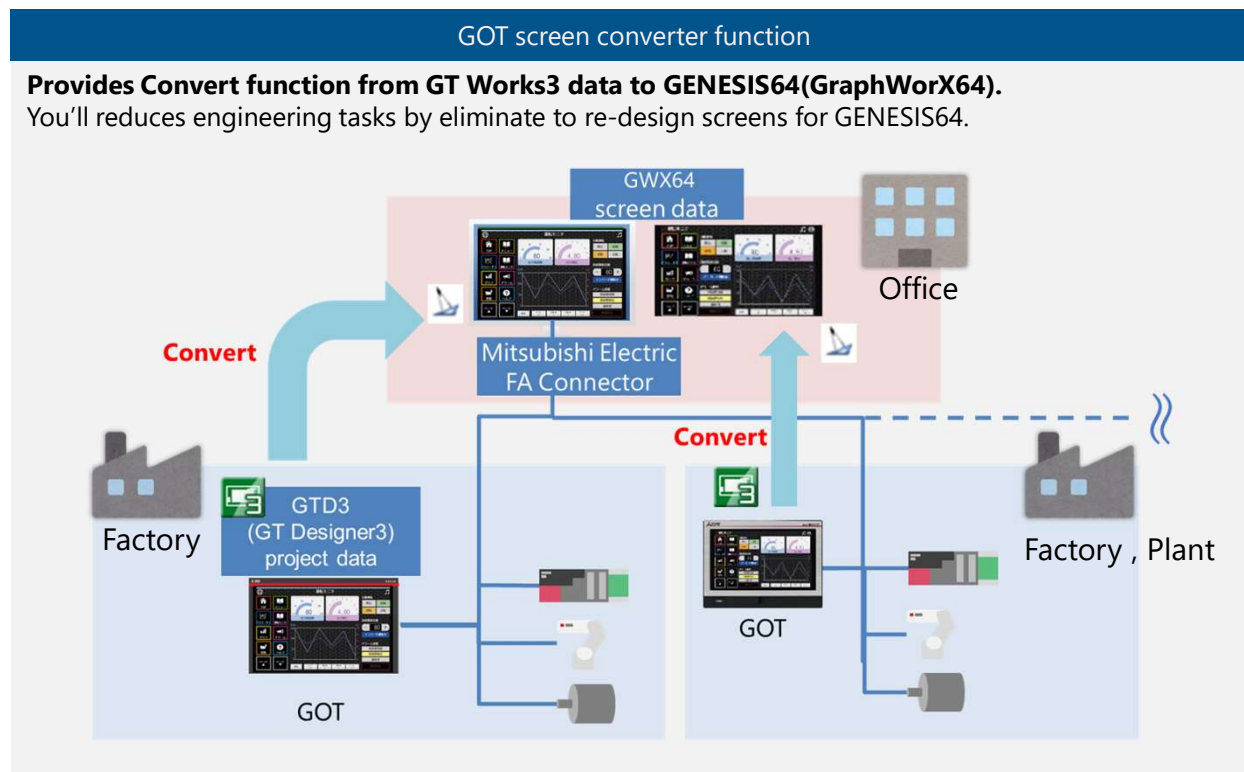 GOT screen converter function
Provides Convert function from GT Works3 data to GENESIS64(GraphWorX64).
You’ll reduces engineering tasks by eliminate to re-design screens for GENESIS64.
GWX64
screen data
Office
Convert
Mitsubishi Electric
FA Connector
Convert
Factory
GTD3
(GT Designer3)
project data
GOT
GOT
Factory , Plant